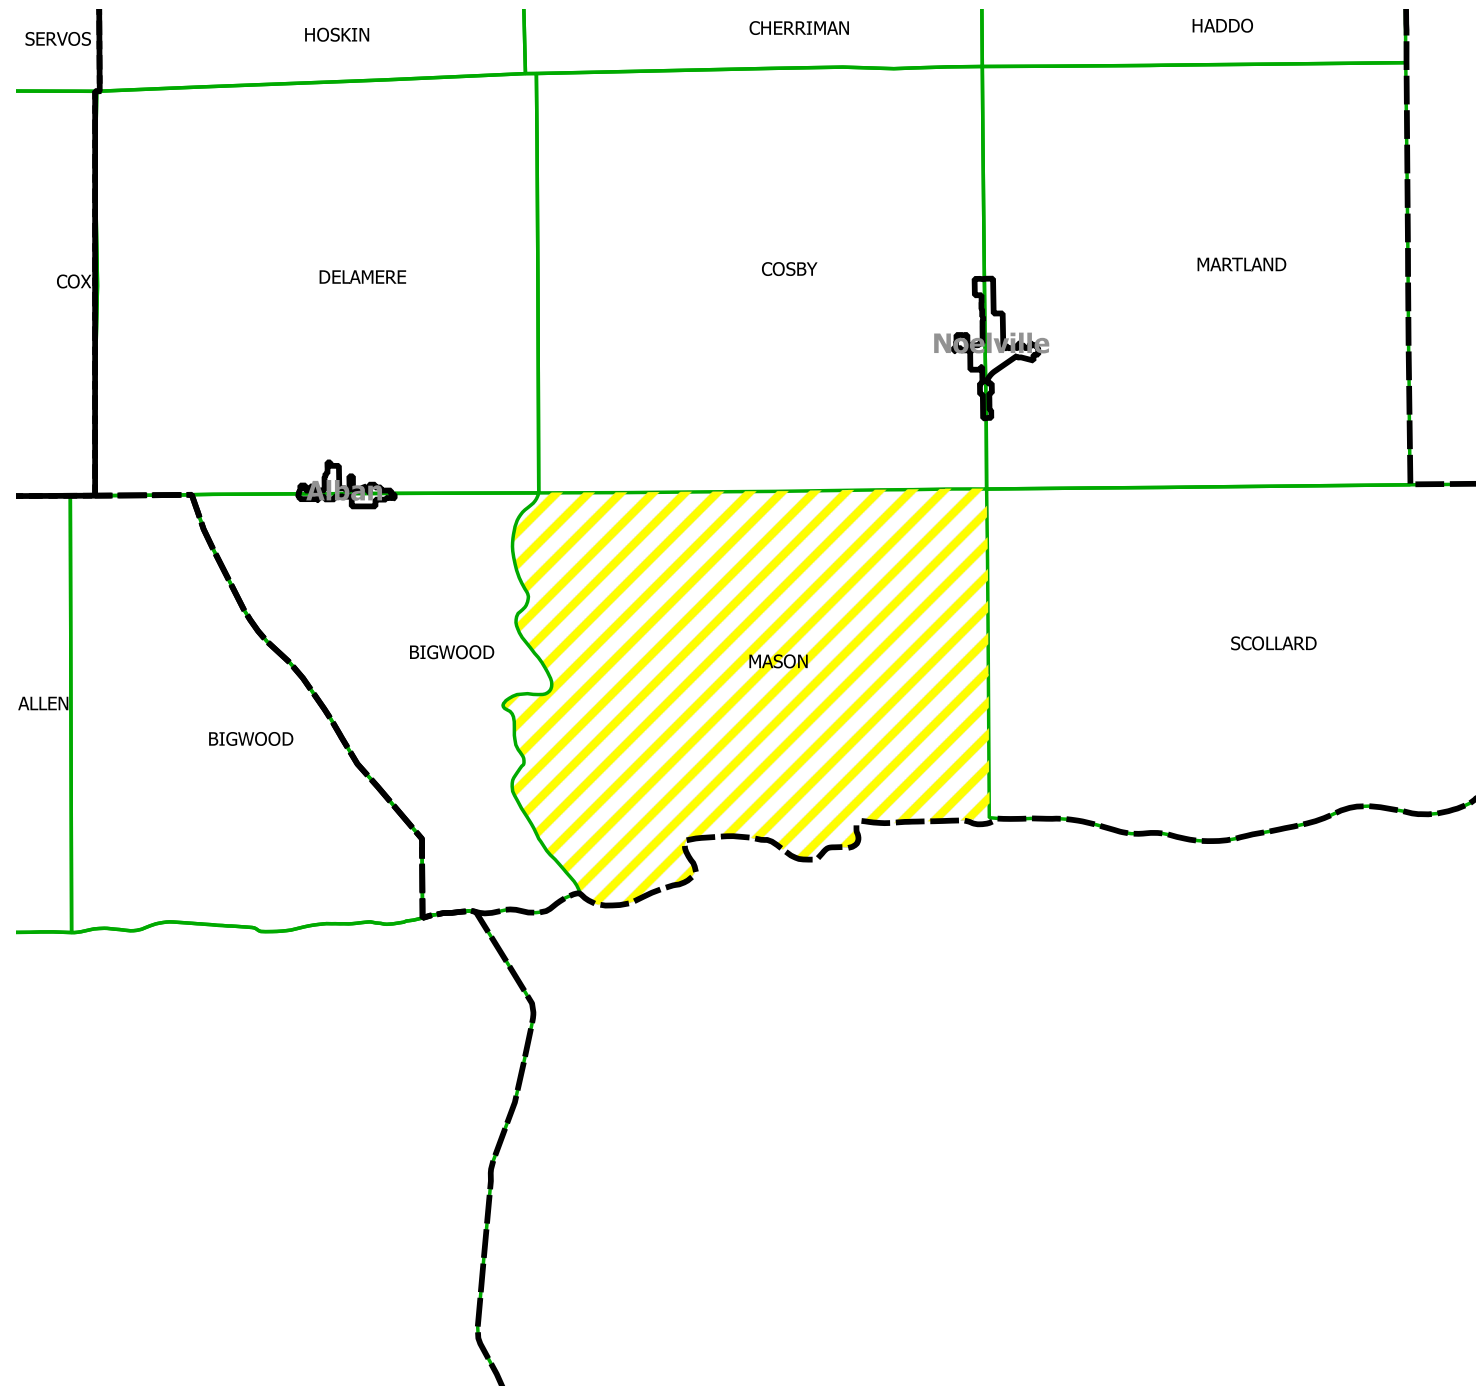 SERVOS
HOSKIN
CHERRIMAN
HADDO
COX
DELAMERE
COSBY
MARTLAND
Noelville
Alban
BIGWOOD
MASON
SCOLLARD
ALLEN
BIGWOOD